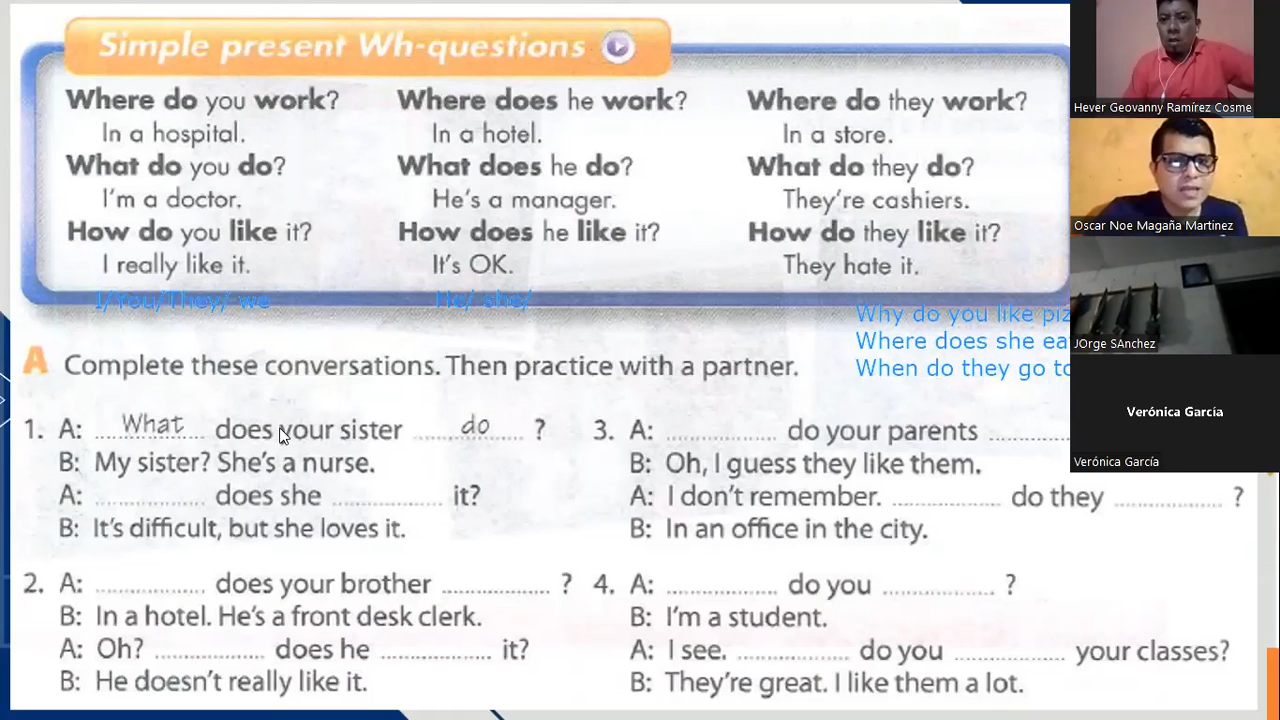 Simple present Wh-questions
Where do you work? Where does he work? Where do they work?
In a hospital. In a hotel. In a store.
What do you do? What does he do? What do they do?
I'm a doctor. He's a manager. They're cashiers.
How do you like it? How does he like it? How do they like it?
I really like it. It's OK. They hate it.
I/You/They/ we He/ she/
Why do you like
Where does she
When do they go
A Complete these conversations. Then practice with a partner.
1. A: What does your sister do ?
B: My sister? She's a nurse.
A: ............ does she ............ it?
B: It's difficult, but she loves it.
2. A: ............ does your brother ............ ?
B: In a hotel. He's a front desk clerk.
A: Oh? ............ does he ............ it?
B: He doesn't really like it.
3. A: ............ do your parents ............
B: Oh, I guess they like them.
A: I don't remember. ............ do they ............ ?
B: In an office in the city.
4. A: ............ do you ............ ?
B: I'm a student.
A: I see. ............ do you ............ your classes?
B: They're great. I like them a lot.
Hever Geovanny Ramírez Cosme
Oscar Noe Magaña Martinez
JOrge SAnchez
Verónica García
Verónica García